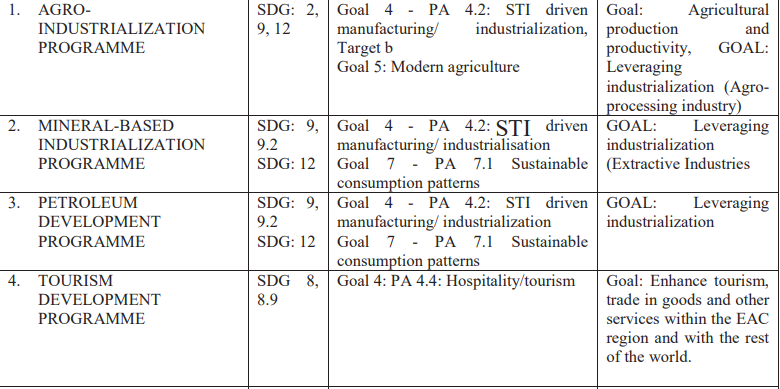 1. AGRO-
INDUSTRIALIZATION
PROGRAMME
SDG: 2,
9, 12
Goal 4 - PA 4.2: STI driven
manufacturing/ industrialization,
Target b
Goal 5: Modern agriculture
Goal: Agricultural
production and
productivity, GOAL:
Leveraging
industrialization (Agro-
processing industry)
2. MINERAL-BASED
INDUSTRIALIZATION
PROGRAMME
SDG: 9,
9.2
SDG: 12
Goal 4 - PA 4.2: STI driven
manufacturing/ industrialisation
Goal 7 - PA 7.1 Sustainable
consumption patterns
GOAL: Leveraging
industrialization
(Extractive Industries
3. PETROLEUM
DEVELOPMENT
PROGRAMME
SDG: 9,
9.2
SDG: 12
Goal 4 - PA 4.2: STI driven
manufacturing/ industrialization
Goal 7 - PA 7.1 Sustainable
consumption patterns
GOAL: Leveraging
industrialization
4. TOURISM
DEVELOPMENT
PROGRAMME
SDG 8,
8.9
Goal 4: PA 4.4: Hospitality/tourism
Goal: Enhance tourism,
trade in goods and other
services within the EAC
region and with the rest
of the world.